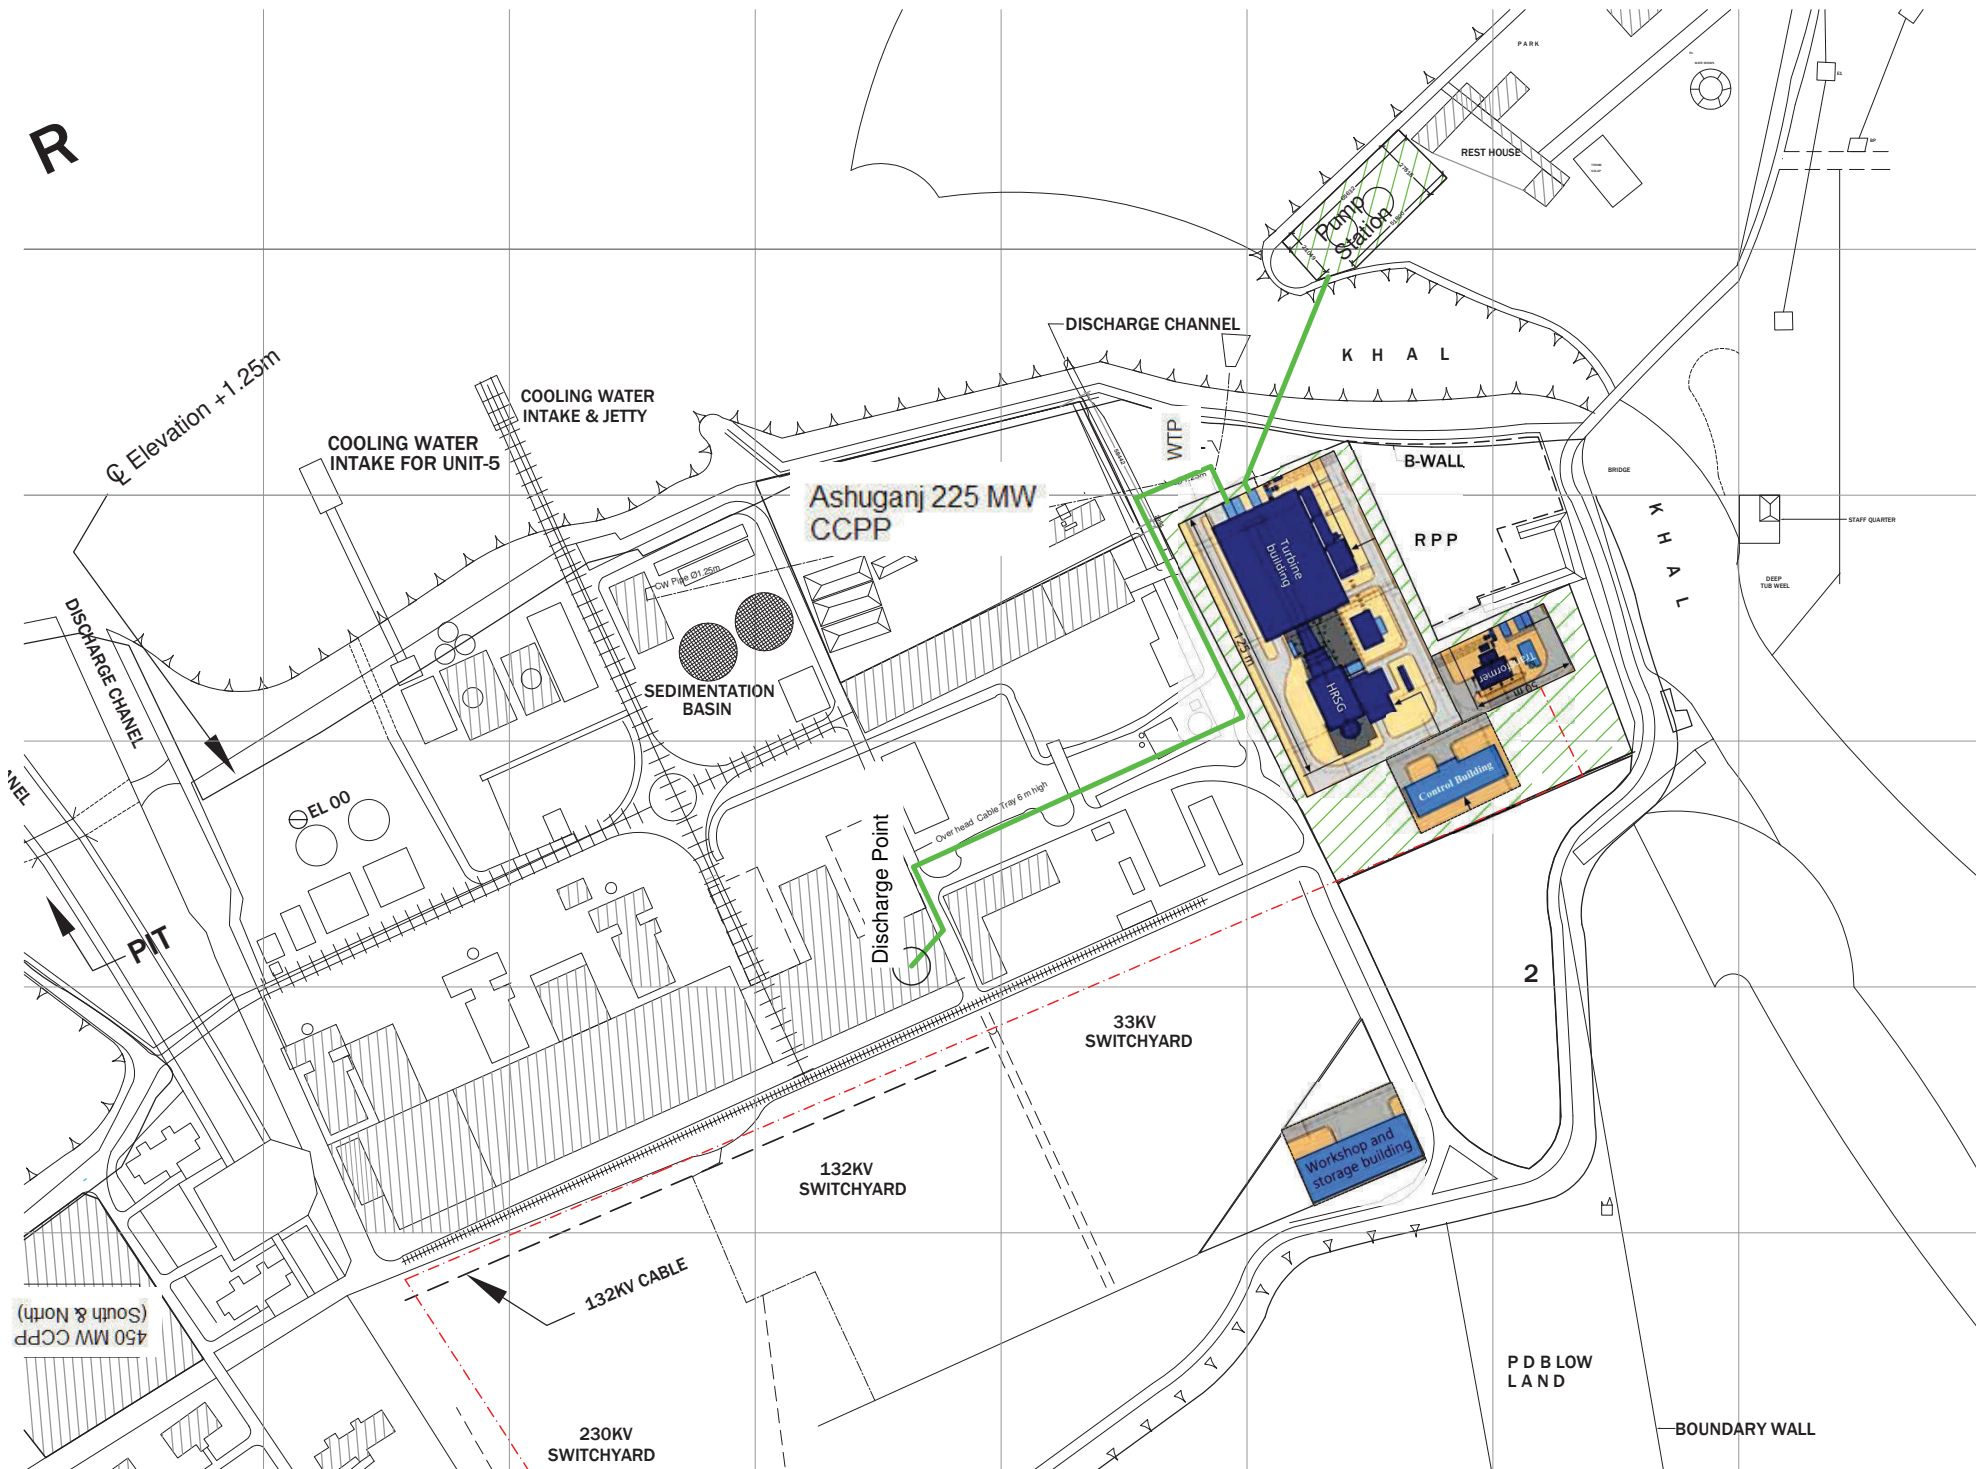 R
PARK
REST HOUSE
Pump
Station
DISCHARGE CHANNEL
K H A L
Elevation +1.25m
COOLING WATER
INTAKE & JETTY
COOLING WATER
INTAKE FOR UNIT-5
WTP
B-WALL
BRIDGE
Ashuganj 225 MW
CCPP
K H A L
STAFF QUARTER
R P P
Turbine
building
CW Pipe Ø1.25m
DEEP
TUB WEEL
DISCHARGE CHANNEL
125 m
SEDIMENTATION
BASIN
HRSG
Transformer
50 m
Control Building
EL 00
Over head Cable Tray 6 m high
Discharge Point
PIT
2
33KV
SWITCHYARD
Workshop and
storage building
132KV
SWITCHYARD
132KV CABLE
450 MW CCPP
(South & North)
P D B LOW
L A N D
BOUNDARY WALL
230KV
SWITCHYARD